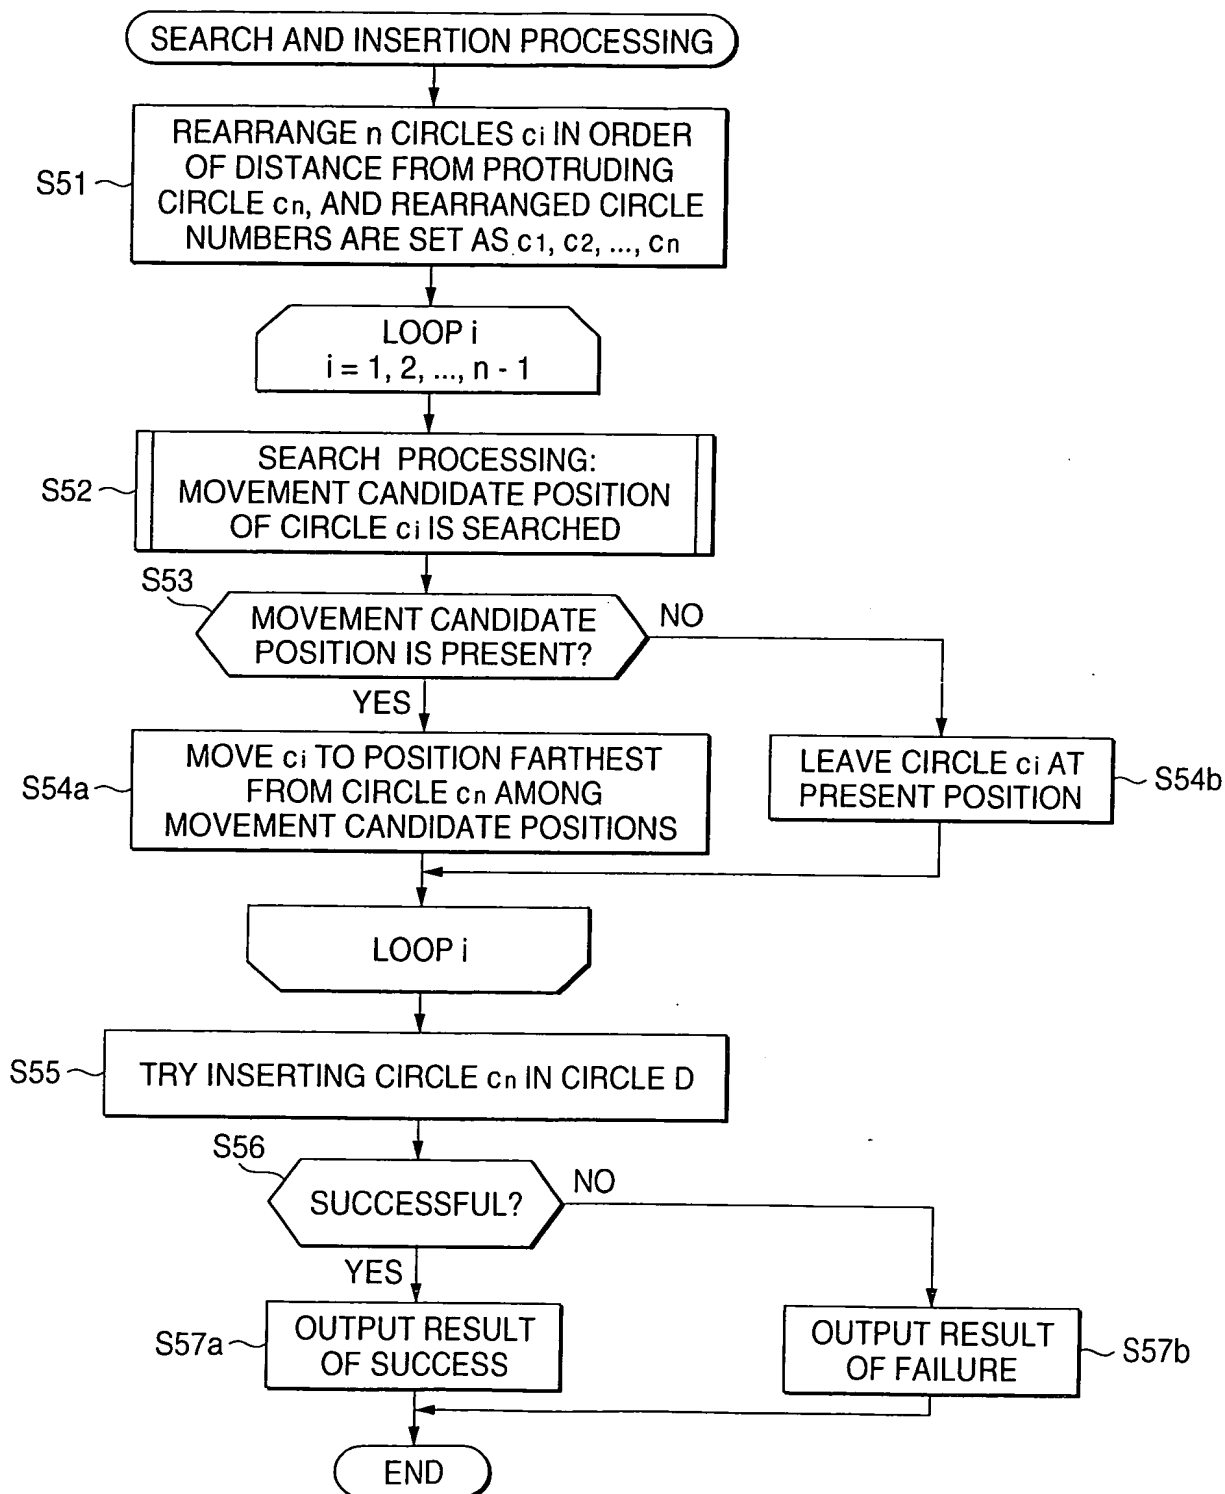 SEARCH AND INSERTION PROCESSING
S51
REARRANGE n CIRCLES ci IN ORDER
OF DISTANCE FROM PROTRUDING
CIRCLE cn, AND REARRANGED CIRCLE
NUMBERS ARE SET AS c1, c2, ..., cn
LOOP i
i = 1, 2, ..., n - 1
S52
SEARCH PROCESSING:
MOVEMENT CANDIDATE POSITION
OF CIRCLE ci IS SEARCHED
S53
MOVEMENT CANDIDATE
POSITION IS PRESENT?
NO
YES
S54a
MOVE ci TO POSITION FARTHEST
FROM CIRCLE cn AMONG
MOVEMENT CANDIDATE POSITIONS
LEAVE CIRCLE ci AT
PRESENT POSITION
S54b
LOOP i
S55
TRY INSERTING CIRCLE cn IN CIRCLE D
S56
SUCCESSFUL?
NO
YES
S57a
OUTPUT RESULT
OF SUCCESS
OUTPUT RESULT
OF FAILURE
S57b
END